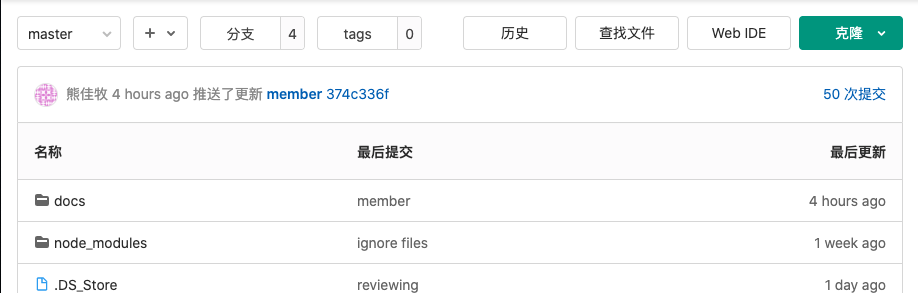 master 分支 4 tags 0 历史 查找文件 Web IDE 克隆
熊佳牧 4 hours ago 推送了更新 member 374c336f 50 次提交
名称 最后提交 最后更新
docs member 4 hours ago
node_modules ignore files 1 week ago
.DS_Store reviewing 1 day ago